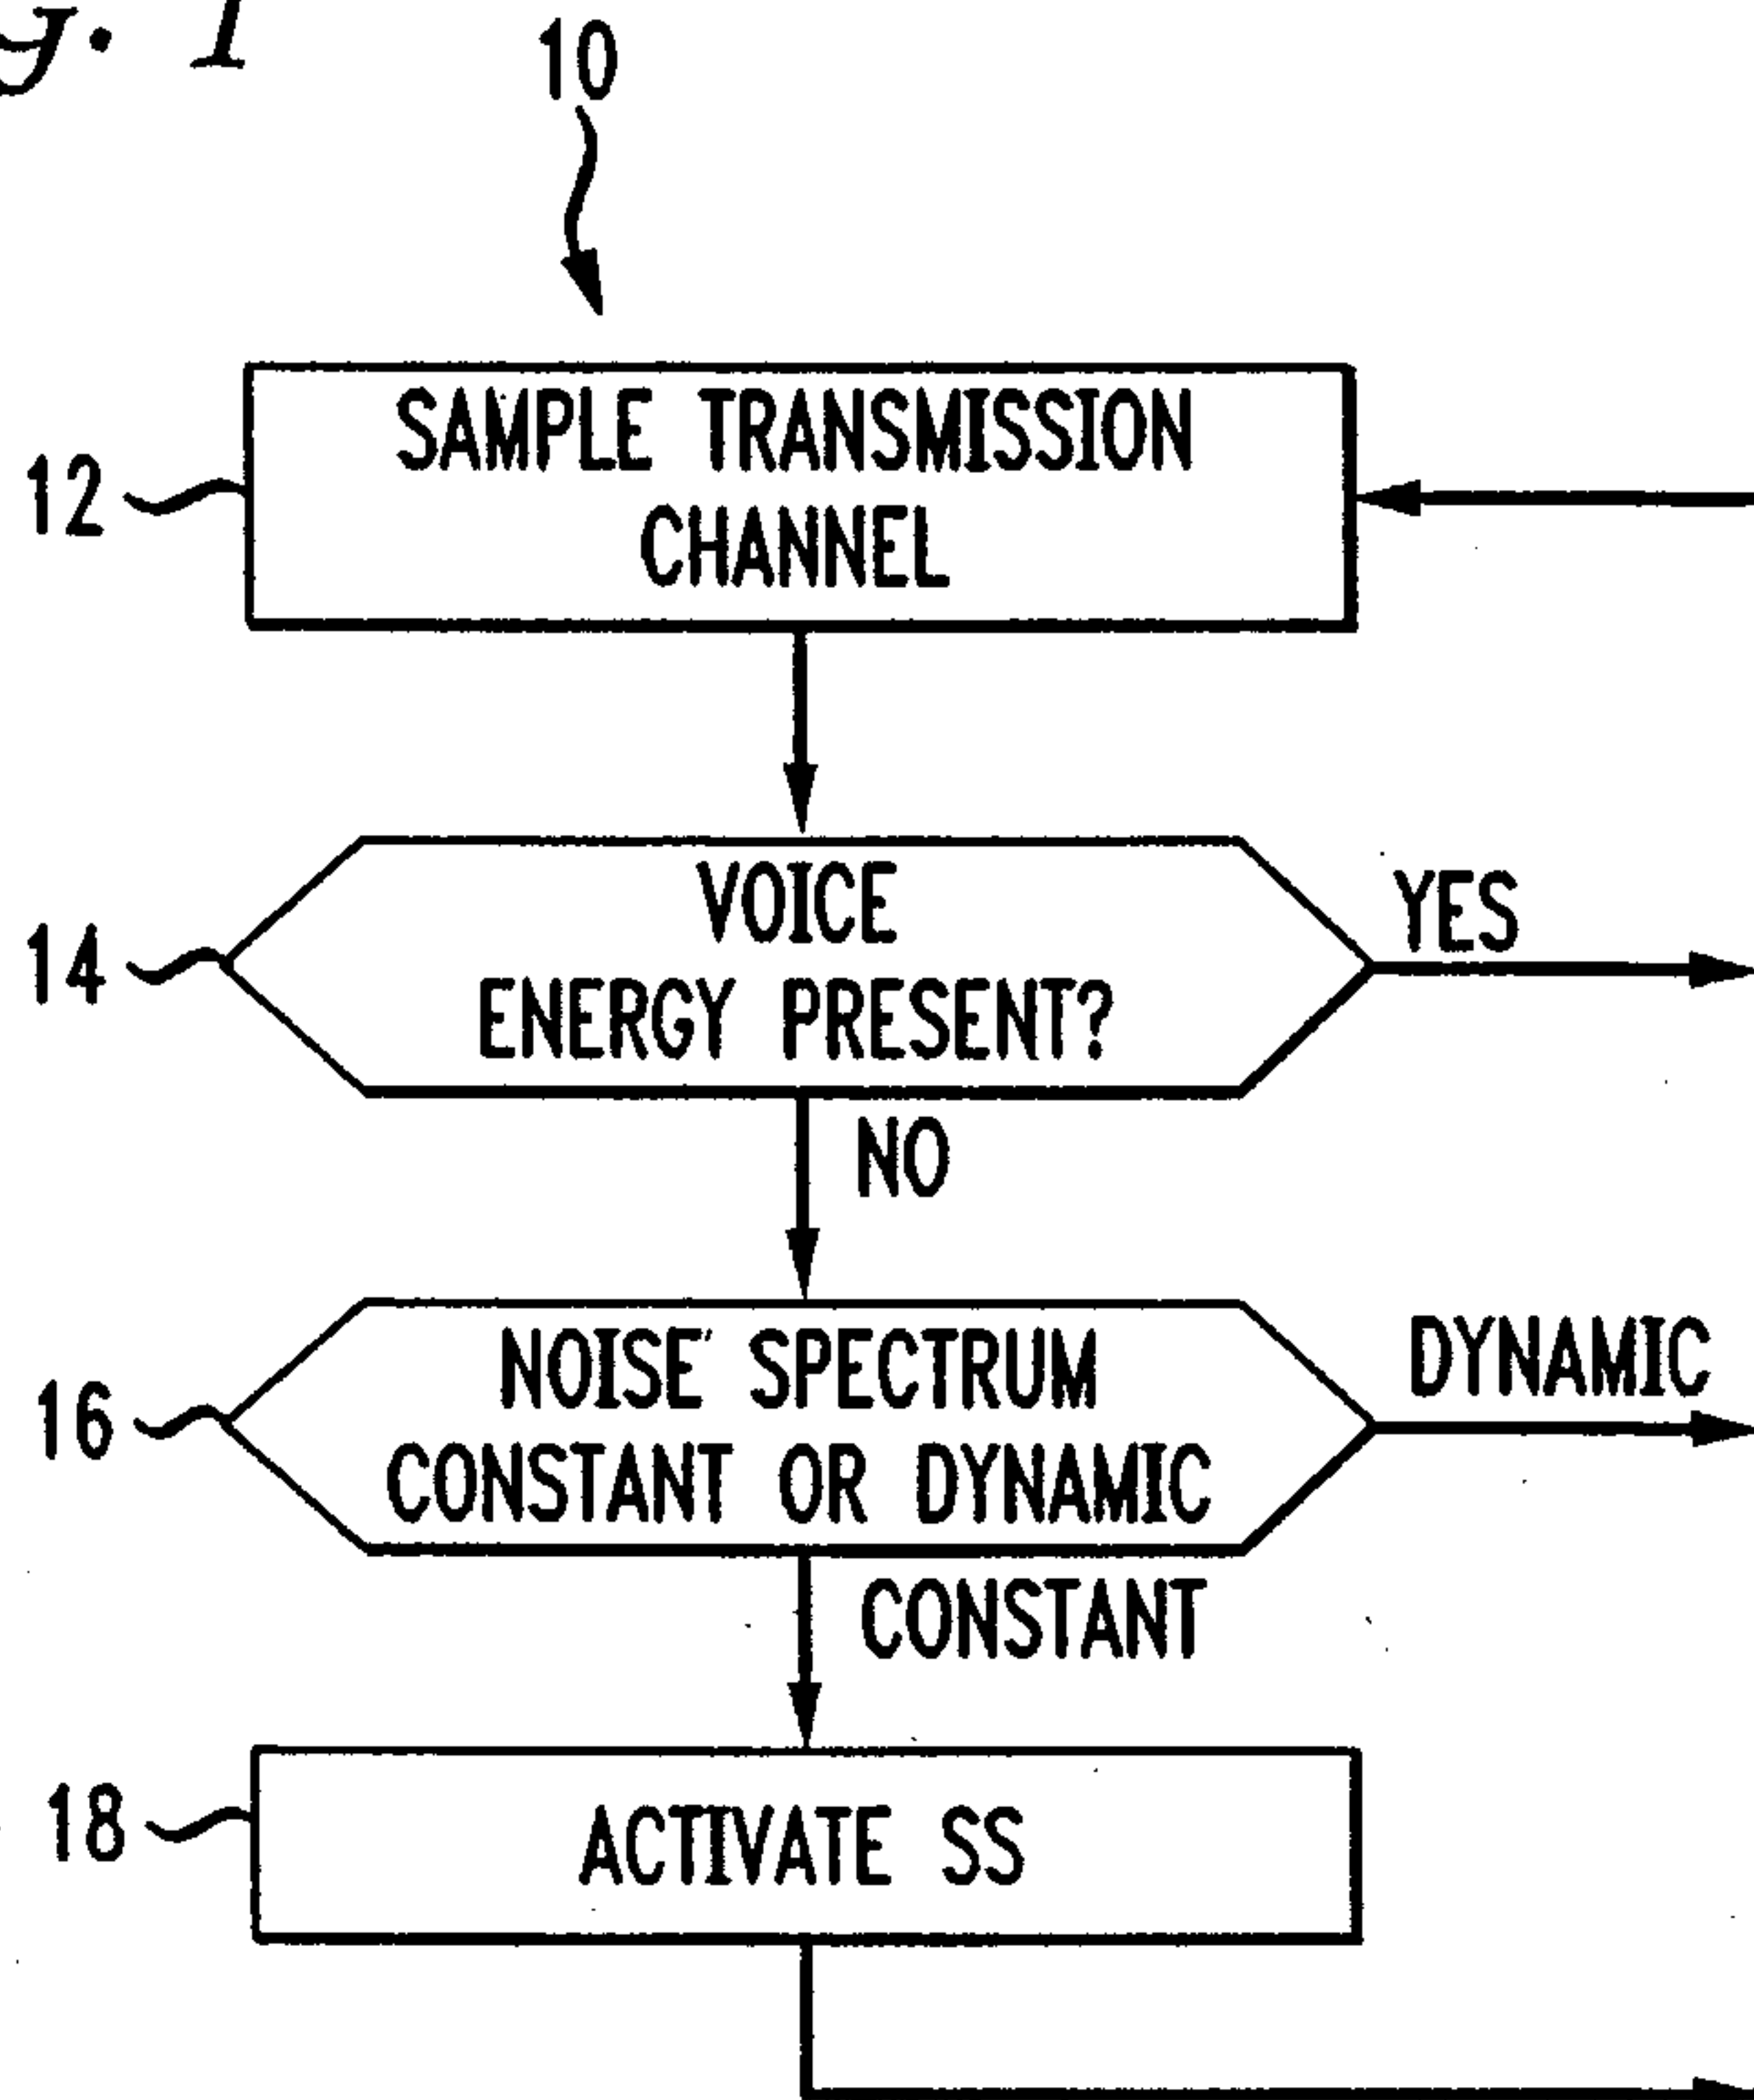 g. 1
10
SAMPLE TRANSMISSION
CHANNEL
12
VOICE
ENERGY PRESENT?
14
YES
NO
NOISE SPECTRUM
CONSTANT OR DYNAMIC
16
DYNAMIC
CONSTANT
18
ACTIVATE SS